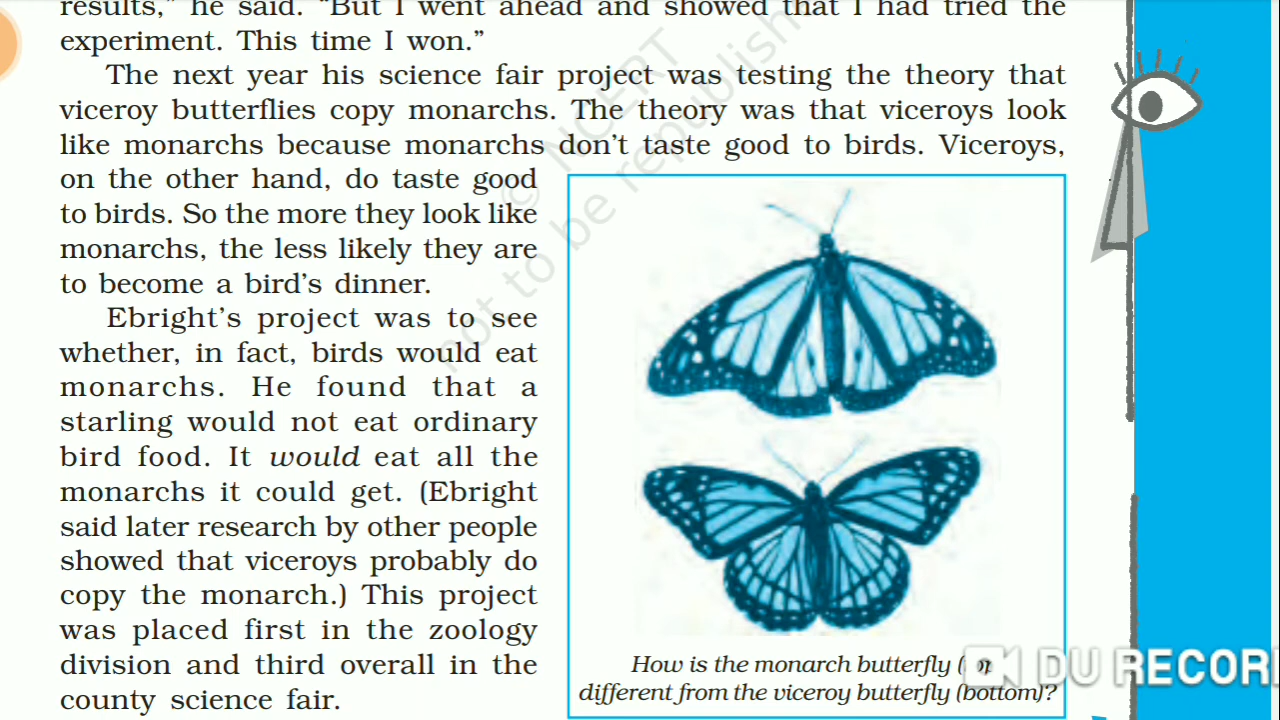 results,” he said. “But I went ahead and showed that I had tried the
experiment. This time I won.”
The next year his science fair project was testing the theory that
viceroy butterflies copy monarchs. The theory was that viceroys look
like monarchs because monarchs don’t taste good to birds. Viceroys,
on the other hand, do taste good
to birds. So the more they look like
monarchs, the less likely they are
to become a bird’s dinner.
Ebright’s project was to see
whether, in fact, birds would eat
monarchs. He found that a
starling would not eat ordinary
bird food. It would eat all the
monarchs it could get. (Ebright
said later research by other people
showed that viceroys probably do
copy the monarch.) This project
was placed first in the zoology
division and third overall in the
county science fair.
How is the monarch butterfly
different from the viceroy butterfly (bottom)?
© NCERT
not to be republish
DU RECOR